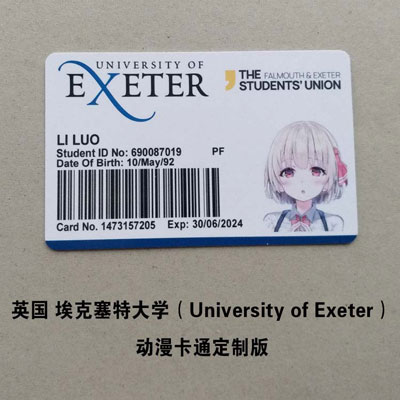 UNIVERSITY OF
EXETER
THE FALMOUTH & EXETER
STUDENTS' UNION
LI LUO
Student ID No: 690087019 PF
Date Of Birth: 10/May/92
Card No. 1473157205 Exp: 30/06/2024
英国 埃克塞特大学（University of Exeter）
动漫卡通定制版